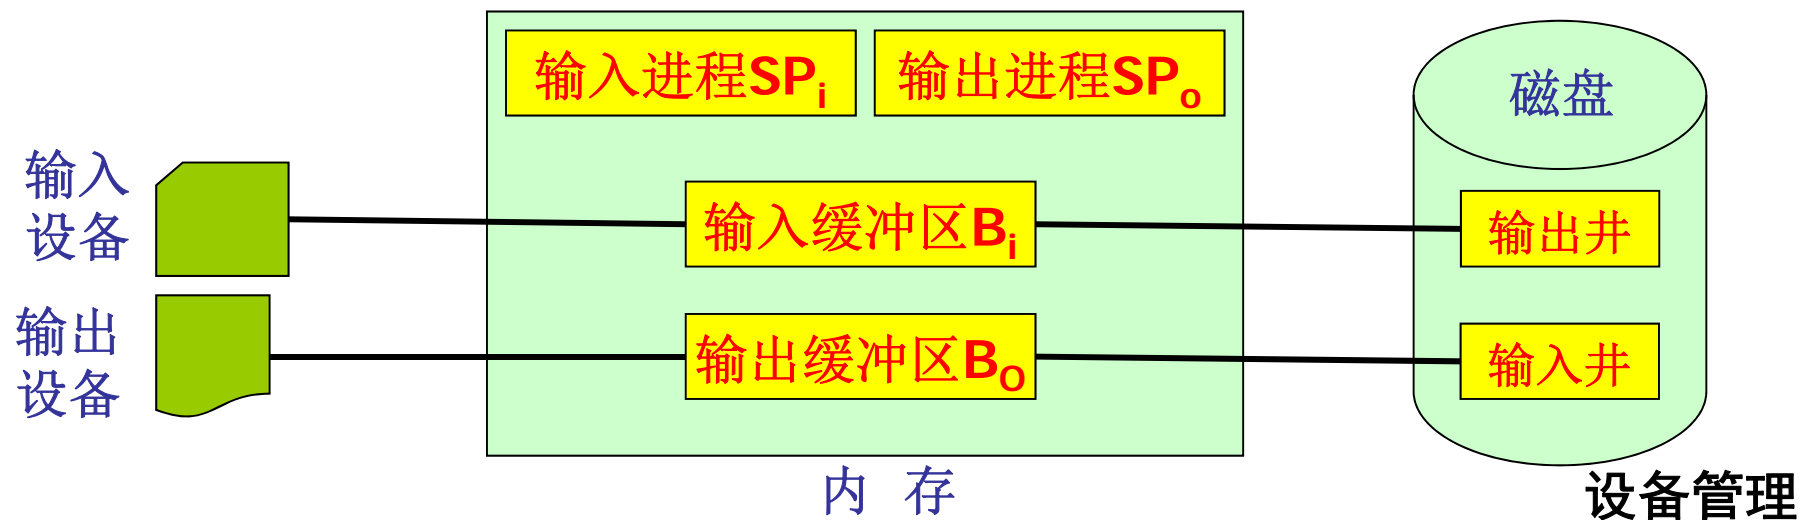 输入进程SPi
输出进程SPo
磁盘
输入
设备
输入缓冲区Bi
输出井
输出
设备
输出缓冲区BO
输入井
内 存
设备管理